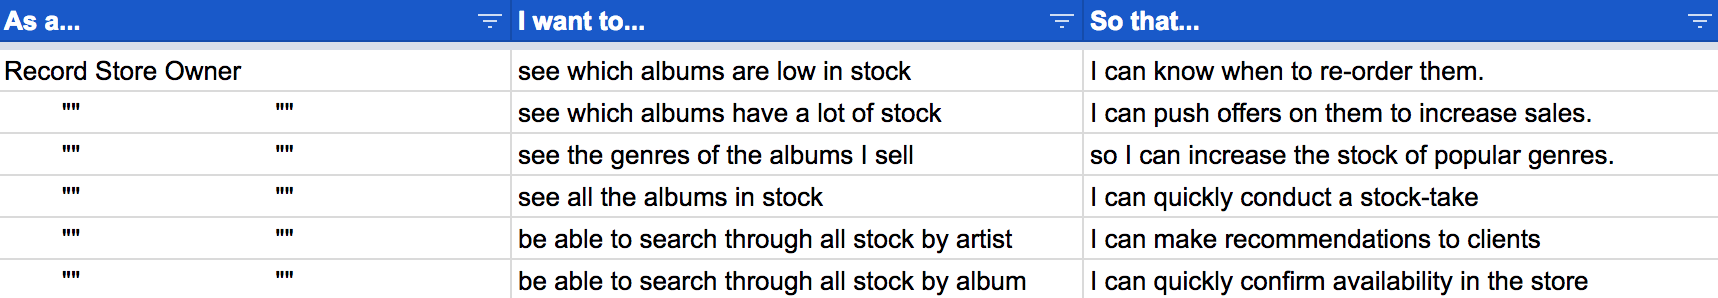 As a... I want to... So that...
Record Store Owner see which albums are low in stock I can know when to re-order them.
"" "" see which albums have a lot of stock I can push offers on them to increase sales.
"" "" see the genres of the albums I sell so I can increase the stock of popular genres.
"" "" see all the albums in stock I can quickly conduct a stock-take
"" "" be able to search through all stock by artist I can make recommendations to clients
"" "" be able to search through all stock by album I can quickly confirm availability in the store